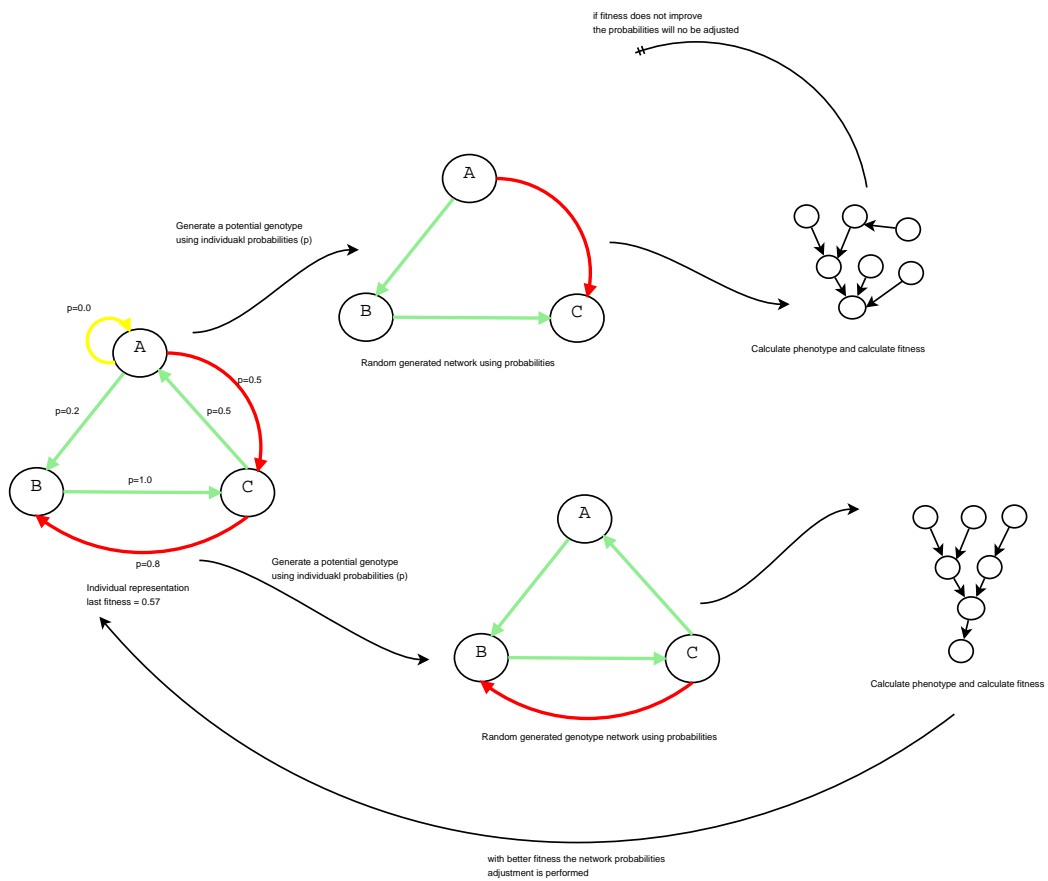 if fitness does not improve
the probabilities will no be adjusted
A
B
C
Random generated network using probabilities
Generate a potential genotype
using individuakl probabilities (p)
Calculate phenotype and calculate fitness
p=0.0
A
p=0.5
p=0.2
p=0.5
B
p=1.0
C
p=0.8
Individual representation
last fitness = 0.57
Generate a potential genotype
using individuakl probabilities (p)
A
B
C
Random generated genotype network using probabilities
Calculate phenotype and calculate fitness
with better fitness the network probabilities
adjustment is performed